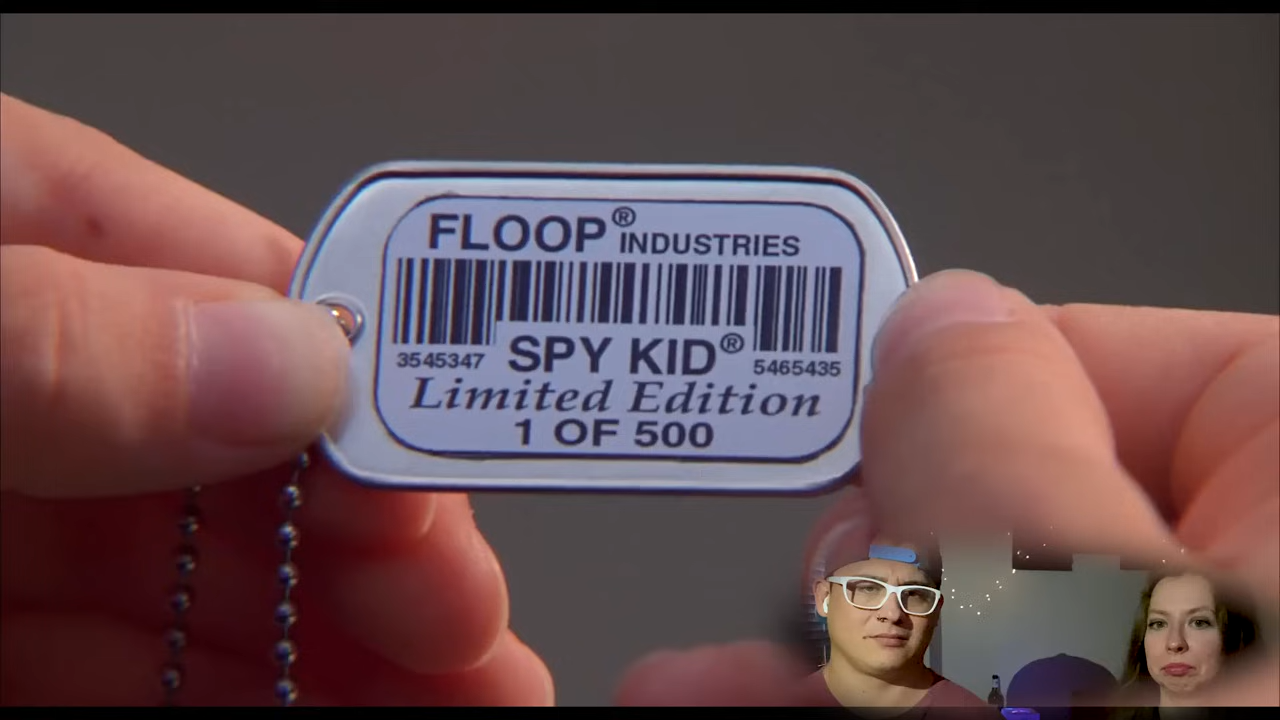 FLOOP® INDUSTRIES
3545347 SPY KID® 5465435
Limited Edition
1 OF 500